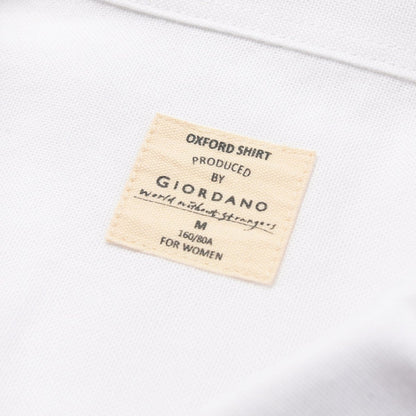 OXFORD SHIRT
PRODUCED
BY
GIORDANO
World without strangers
M
160/80A
FOR WOMEN